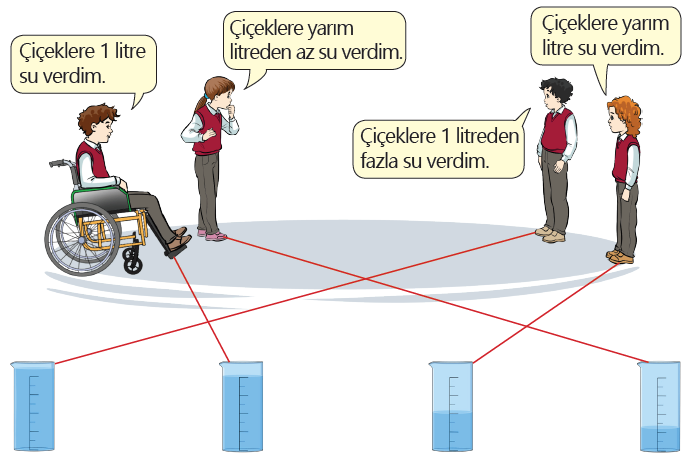 Çiçeklere 1 litre
su verdim.
Çiçeklere yarım
litreden az su verdim.
Çiçeklere 1 litreden
fazla su verdim.
Çiçeklere yarım
litre su verdim.